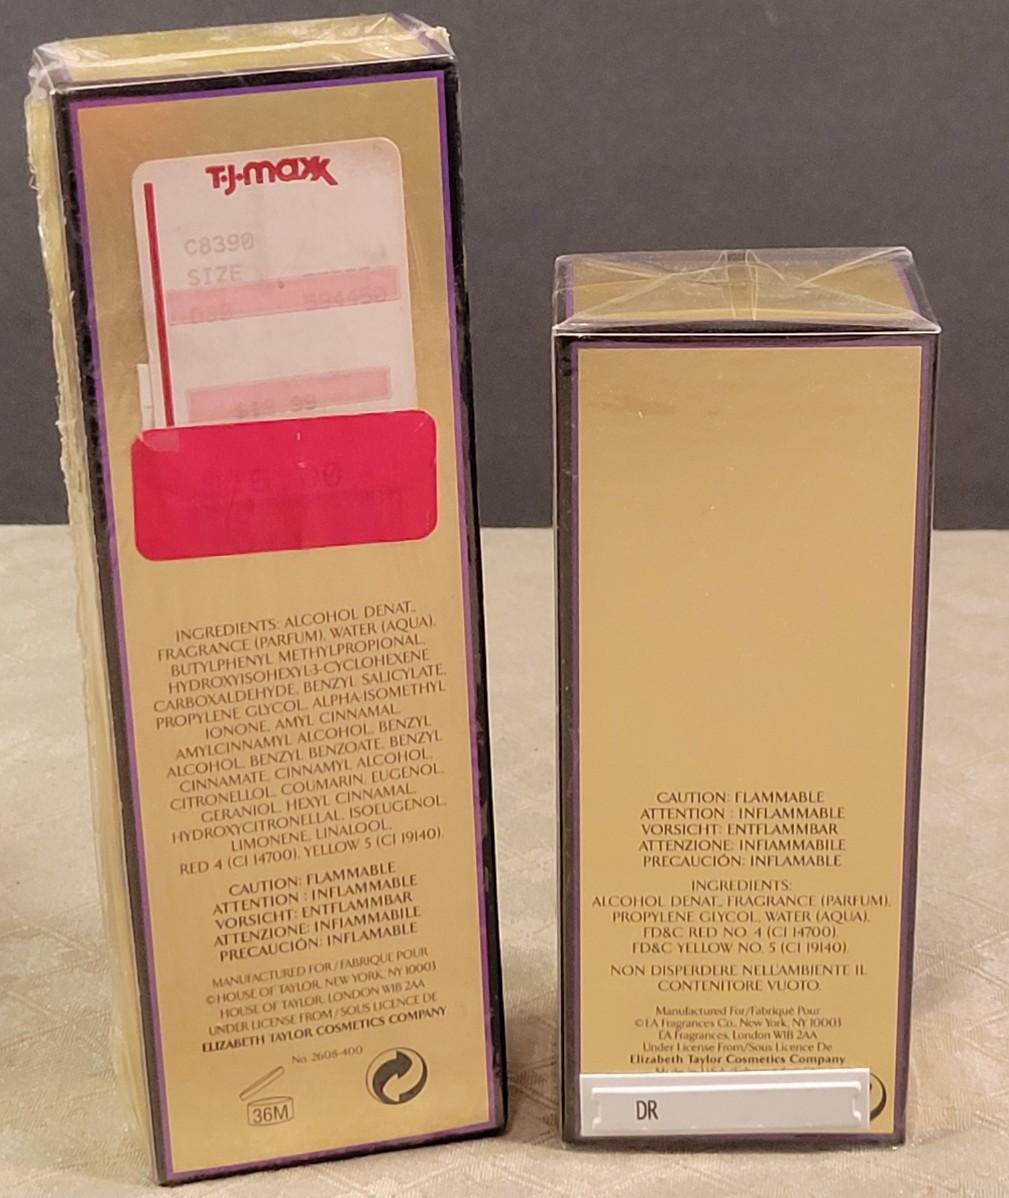 T·J·maxx
C8390
SIZE
$16.00
INGREDIENTS: ALCOHOL DENAT.,
FRAGRANCE (PARFUM), WATER (AQUA),
BUTYLPHENYL METHYLPROPIONAL,
HYDROXYISOHEXYL-3-CYCLOHEXENE
CARBOXALDEHYDE, BENZYL SALICYLATE,
PROPYLENE GLYCOL, ALPHA-ISOMETHYL
IONONE, AMYL CINNAMAL,
AMYLCINNAMYL ALCOHOL, BENZYL
ALCOHOL, BENZYL BENZOATE, BENZYL
CINNAMATE, CINNAMYL ALCOHOL,
CITRONELLOL, COUMARIN, EUGENOL,
GERANIOL, HEXYL CINNAMAL,
HYDROXYCITRONELLAL, ISOEUGENOL,
LIMONENE, LINALOOL,
RED 4 (CI 14700), YELLOW 5 (CI 19140).
CAUTION: FLAMMABLE
ATTENTION : INFLAMMABLE
VORSICHT: ENTFLAMMBAR
ATTENZIONE: INFIAMMABILE
PRECAUCIÓN: INFLAMABLE
MANUFACTURED FOR / FABRIQUÉ POUR
© HOUSE OF TAYLOR, NEW YORK, NY 10003
HOUSE OF TAYLOR, LONDON W1B 2AA
UNDER LICENSE FROM / SOUS LICENCE DE
ELIZABETH TAYLOR COSMETICS COMPANY
No. 2608-400
36M
CAUTION: FLAMMABLE
ATTENTION : INFLAMMABLE
VORSICHT: ENTFLAMMBAR
ATTENZIONE: INFIAMMABILE
PRECAUCIÓN: INFLAMABLE
INGREDIENTS:
ALCOHOL DENAT., FRAGRANCE (PARFUM),
PROPYLENE GLYCOL, WATER (AQUA),
FD&C RED NO. 4 (CI 14700),
FD&C YELLOW NO. 5 (CI 19140).
NON DISPERDERE NELL'AMBIENTE IL
CONTENITORE VUOTO.
Manufactured For/Fabriqué Pour
© EA Fragrances Co., New York, NY 10003
EA Fragrances, London W1B 2AA
Under License From/Sous Licence De
Elizabeth Taylor Cosmetics Company
DR